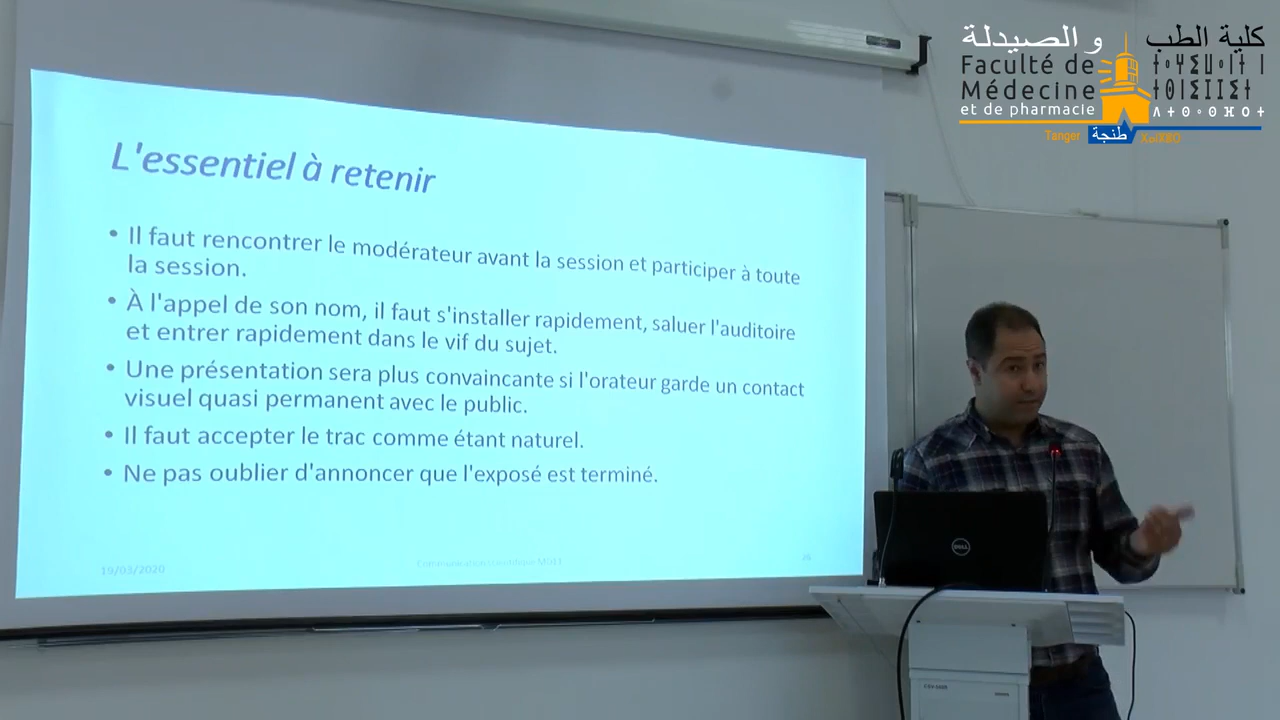 و الصيدلة
كلية الطب
Faculté de
Médecine
et de pharmacie
Tanger
طنجة
L'essentiel à retenir
• Il faut rencontrer le modérateur avant la session et participer à toute
la session.
• À l'appel de son nom, il faut s'installer rapidement, saluer l'auditoire
et entrer rapidement dans le vif du sujet.
• Une présentation sera plus convaincante si l'orateur garde un contact
visuel quasi permanent avec le public.
• Il faut accepter le trac comme étant naturel.
• Ne pas oublier d'annoncer que l'exposé est terminé.
19/03/2020
Communication scientifique
DELL